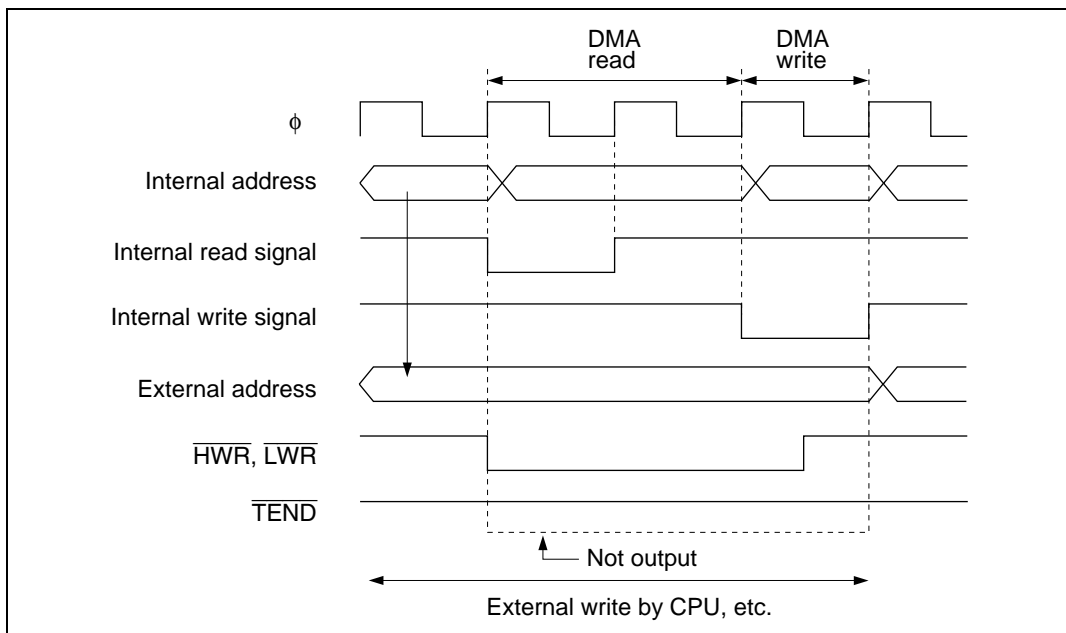 DMA
read
DMA
write
ϕ
Internal address
Internal read signal
Internal write signal
External address
HWR, LWR
TEND
Not output
External write by CPU, etc.